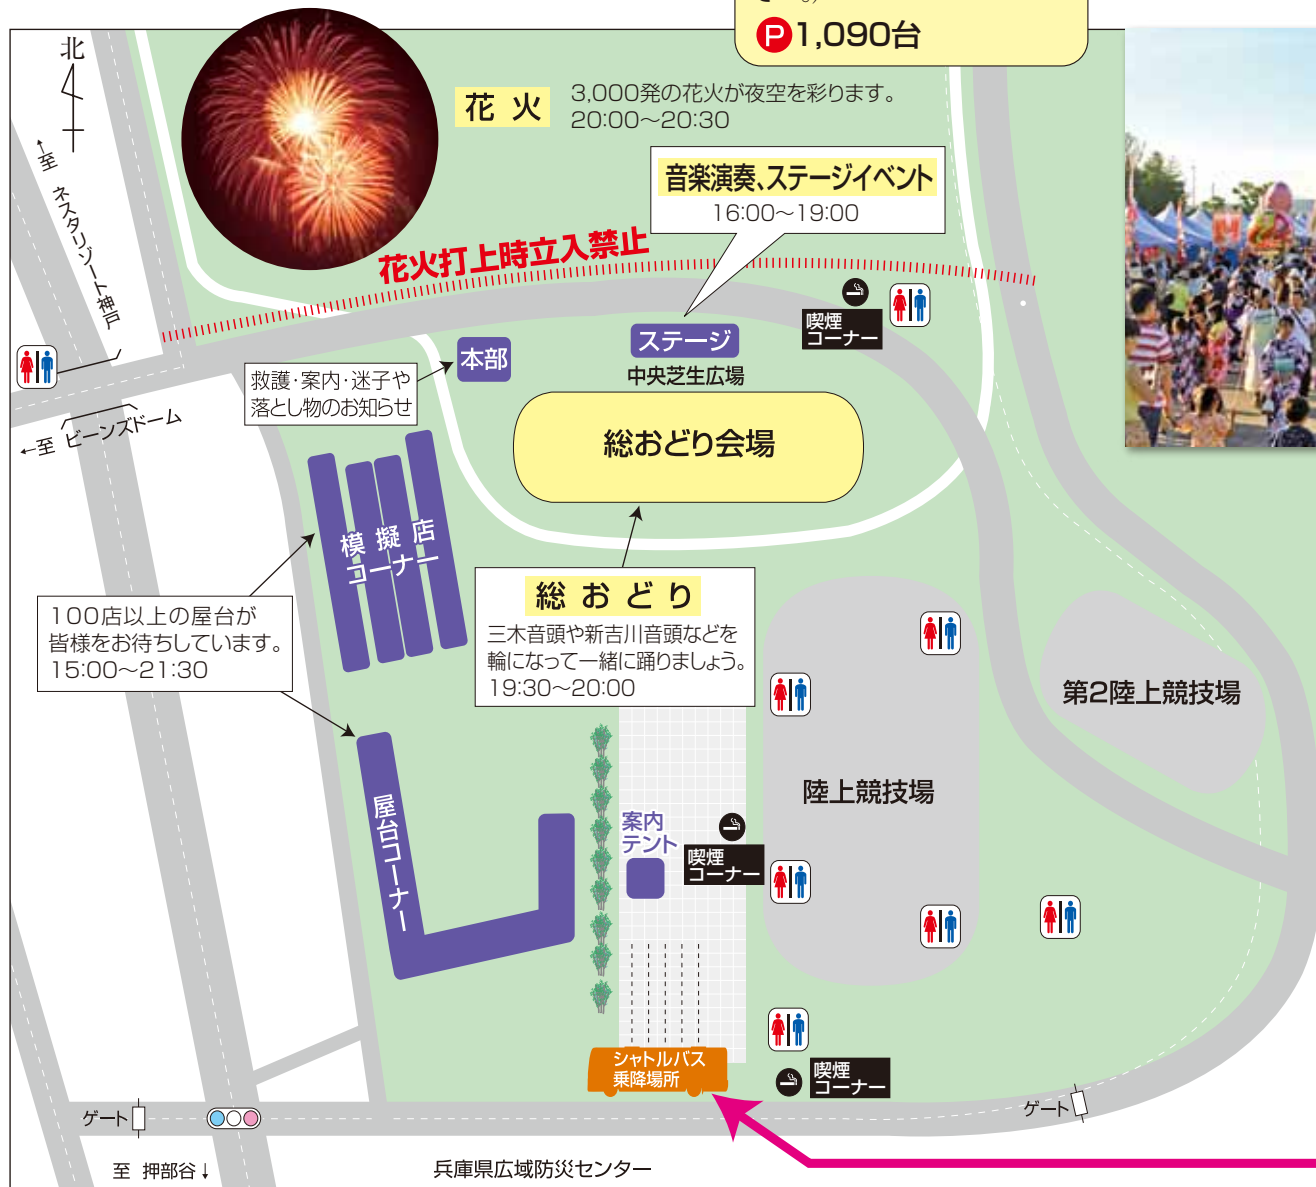 P 1,090台
北
花火
3,000発の花火が夜空を彩ります。
20:00〜20:30
音楽演奏、ステージイベント
16:00〜19:00
←至 ネスタリゾート神戸
花火打上時立入禁止
喫煙
コーナー
本部
ステージ
中央芝生広場
救護・案内・迷子や
落とし物のお知らせ
←至 ビーンズドーム
総おどり会場
模擬店
コーナー
総おどり
三木音頭や新吉川音頭などを
輪になって一緒に踊りましょう。
19:30〜20:00
100店以上の屋台が
皆様をお待ちしています。
15:00〜21:30
第2陸上競技場
陸上競技場
屋台コーナー
案内
テント
喫煙
コーナー
シャトルバス
乗降場所
喫煙
コーナー
ゲート
ゲート
至 押部谷↓
兵庫県広域防災センター